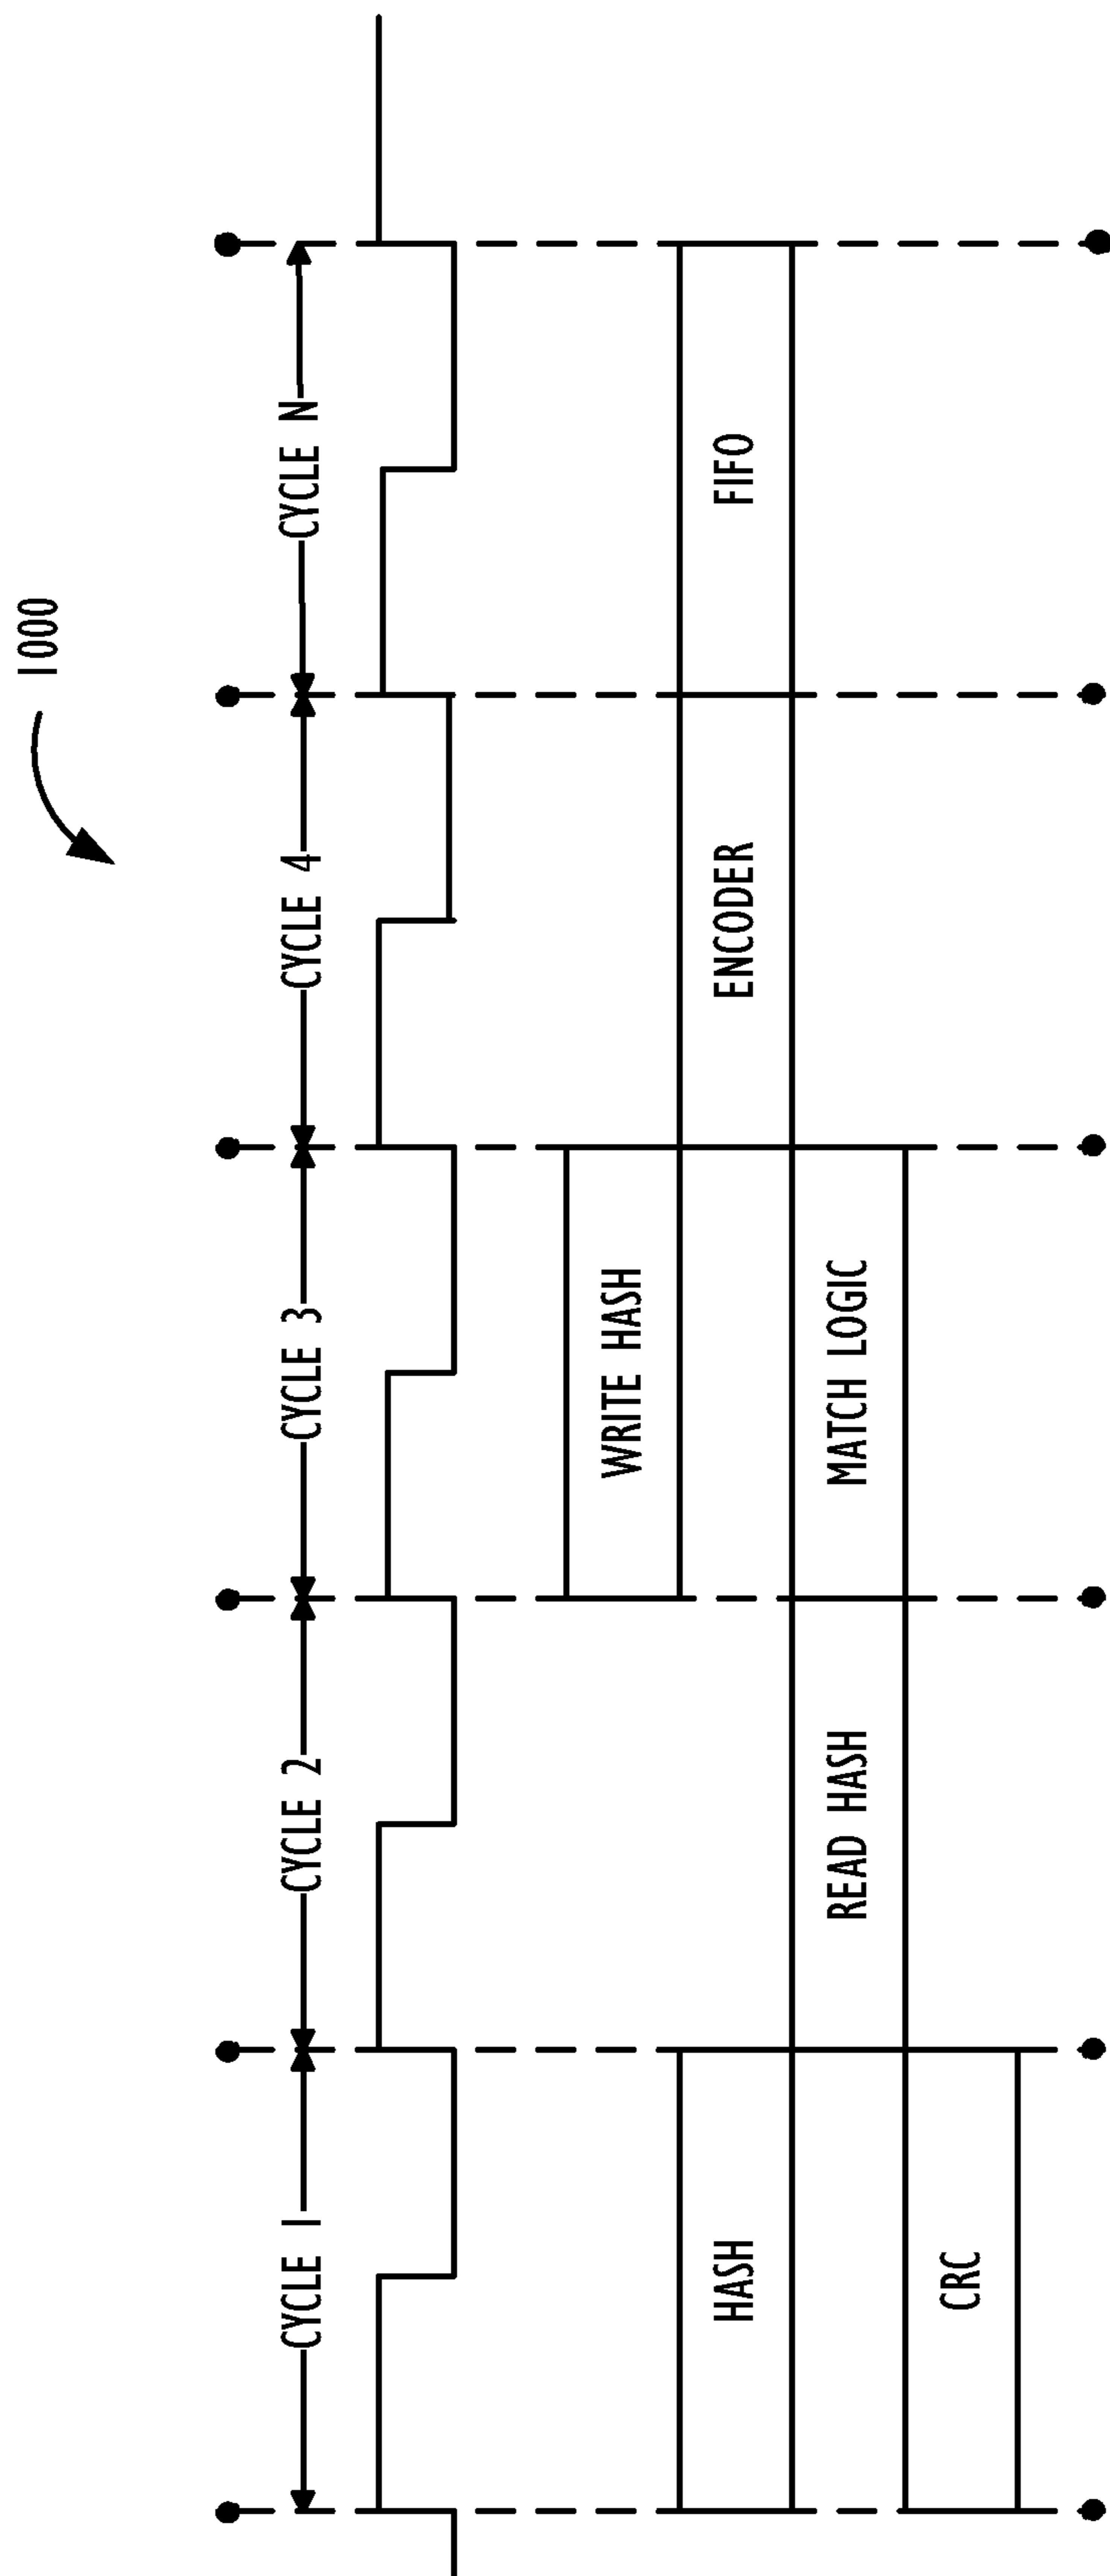 1000
CYCLE 1
CYCLE 2
CYCLE 3
CYCLE 4
CYCLE N
WRITE HASH
HASH
ENCODER
FIFO
READ HASH
MATCH LOGIC
CRC